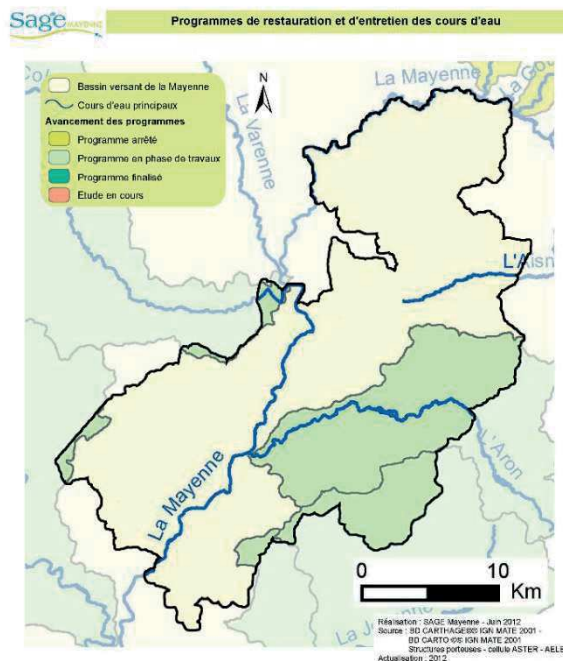 Sage MAYENNE
Programmes de restauration et d'entretien des cours d'eau
Bassin versant de la Mayenne
Cours d'eau principaux
Avancement des programmes
Programme arrêté
Programme en phase de travaux
Programme finalisé
Etude en cours
N
La Varenne
La Mayenne
L'Aisn
La Mayenne
L'Aron
0 10
Km
Réalisation : SAGE Mayenne - Juin 2012
Source : BD CARTHAGE©® IGN MATE 2001 -
BD CARTO ©® IGN MATE 2001
Structures porteuses - cellule ASTER - AELB
Actualisation : 2012